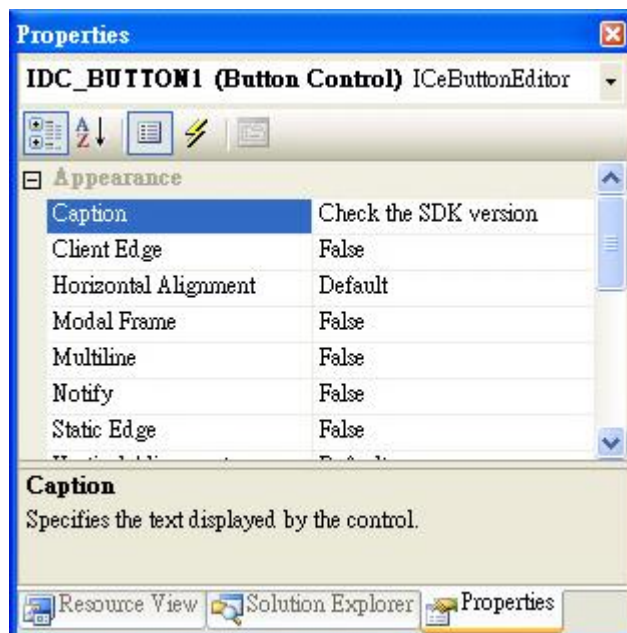 Properties
IDC_BUTTON1 (Button Control) ICeButtonEditor
Appearance
Caption Check the SDK version
Client Edge False
Horizontal Alignment Default
Modal Frame False
Multiline False
Notify False
Static Edge False
Caption
Specifies the text displayed by the control.
Resource View Solution Explorer Properties